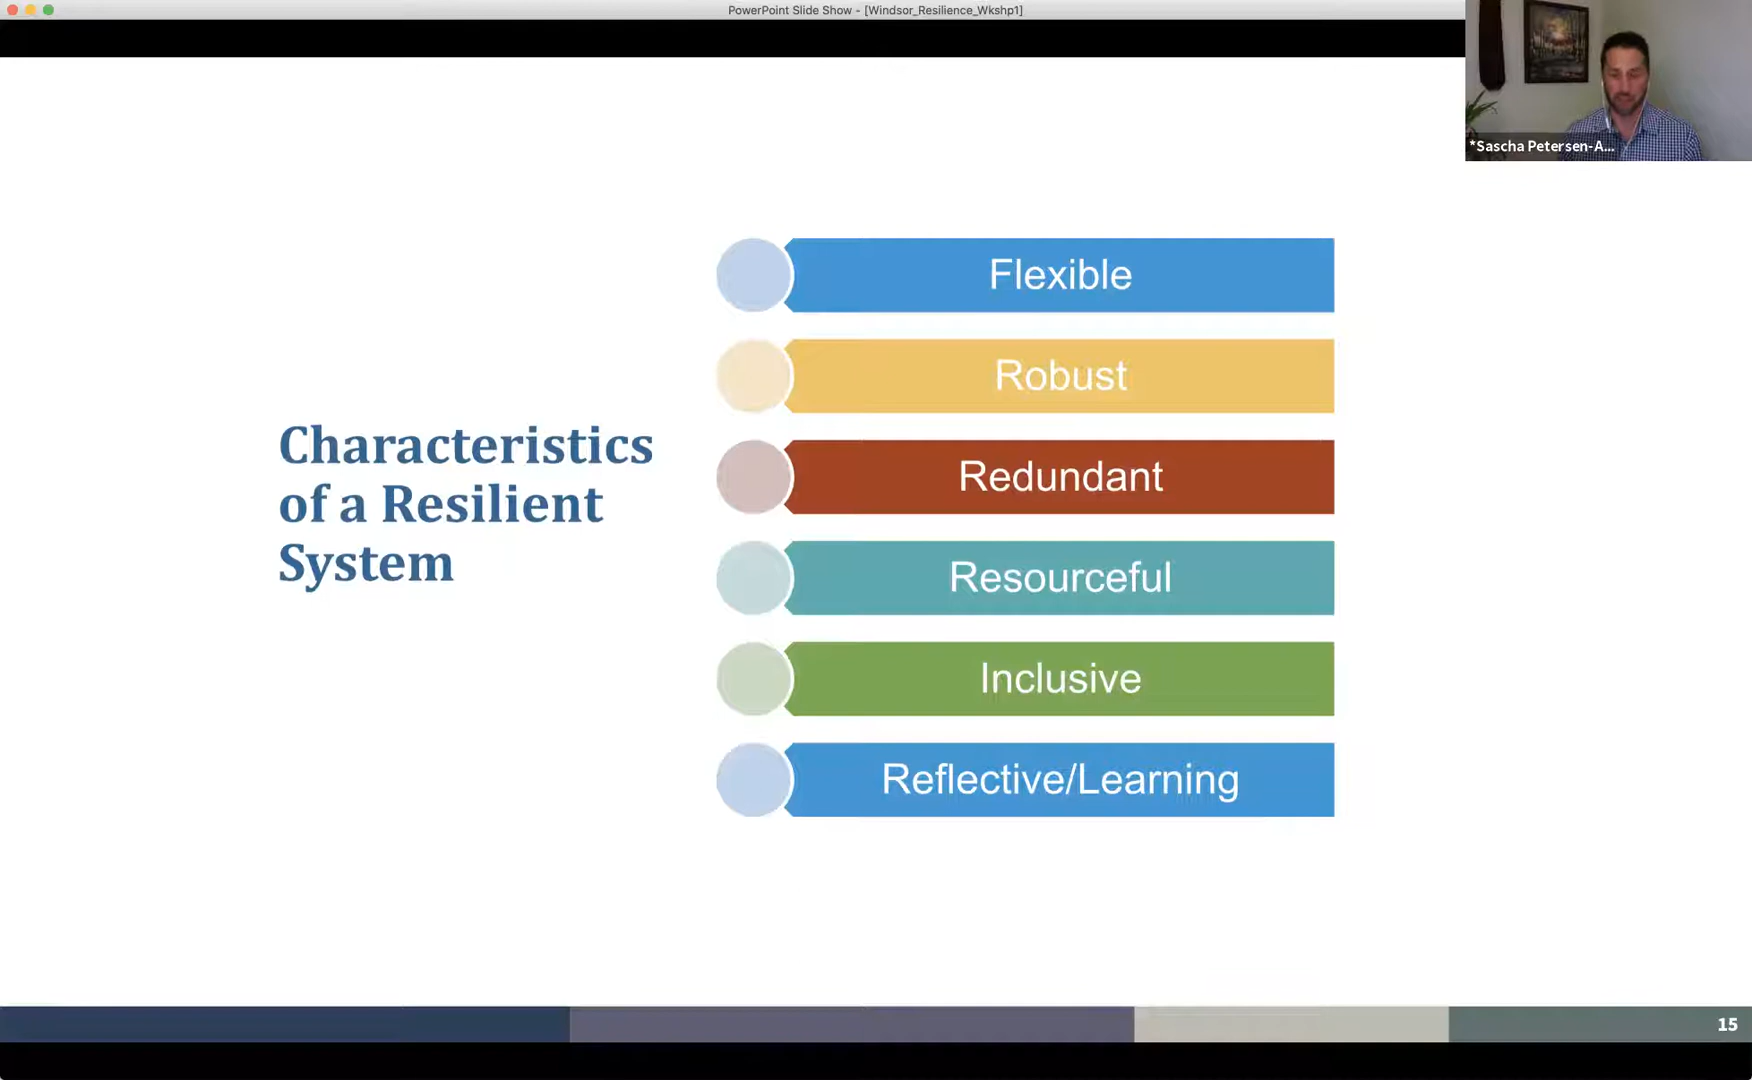 PowerPoint Slide Show - [Windsor_Resilience_Wkshp1]
*Sascha Petersen-A...
Characteristics
of a Resilient
System
Flexible
Robust
Redundant
Resourceful
Inclusive
Reflective/Learning
15